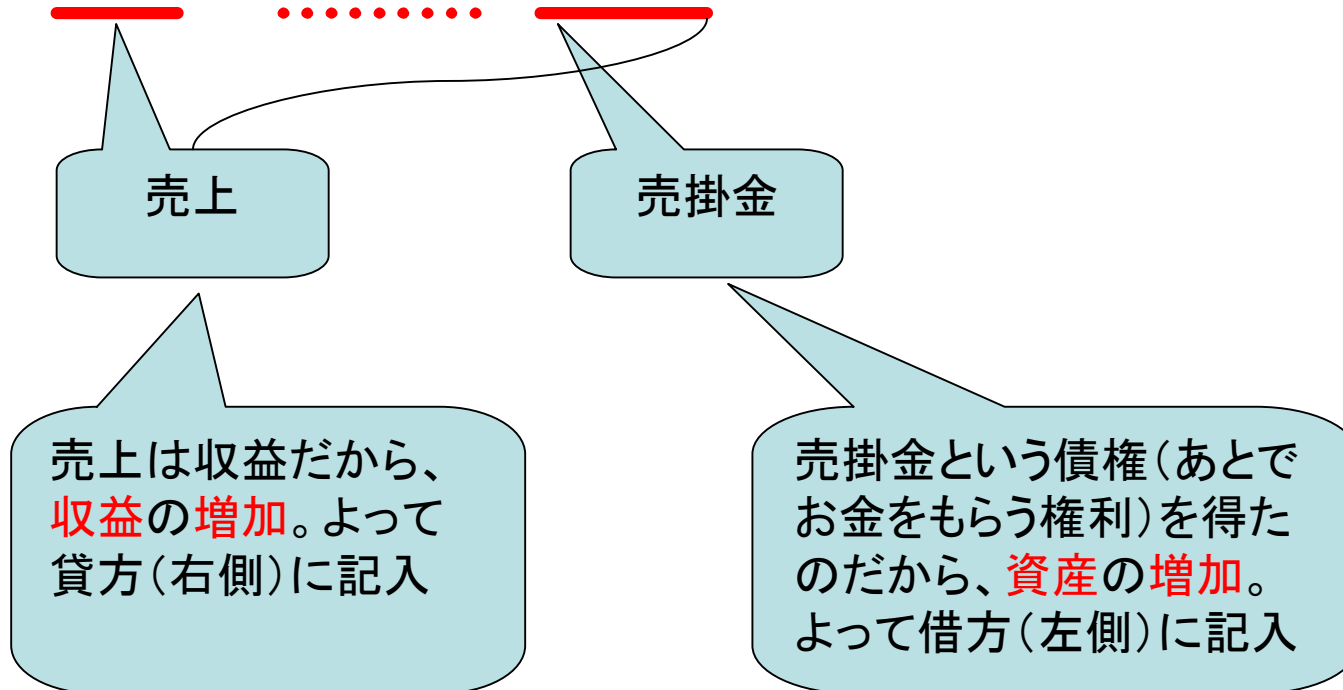 売上
売掛金
売上は収益だから、
収益の増加。よって
貸方(右側)に記入
売掛金という債権(あとで
お金をもらう権利)を得た
のだから、資産の増加。
よって借方(左側)に記入